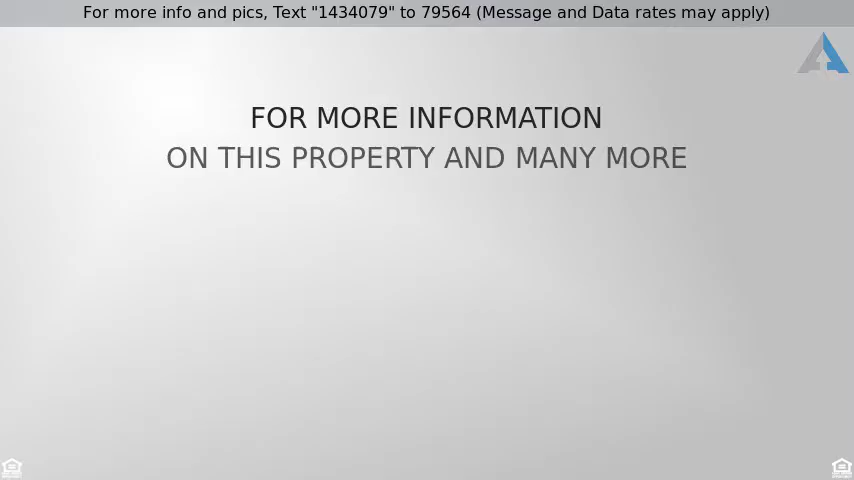 For more info and pics, Text "1434079" to 79564 (Message and Data rates may apply)
FOR MORE INFORMATION
ON THIS PROPERTY AND MANY MORE